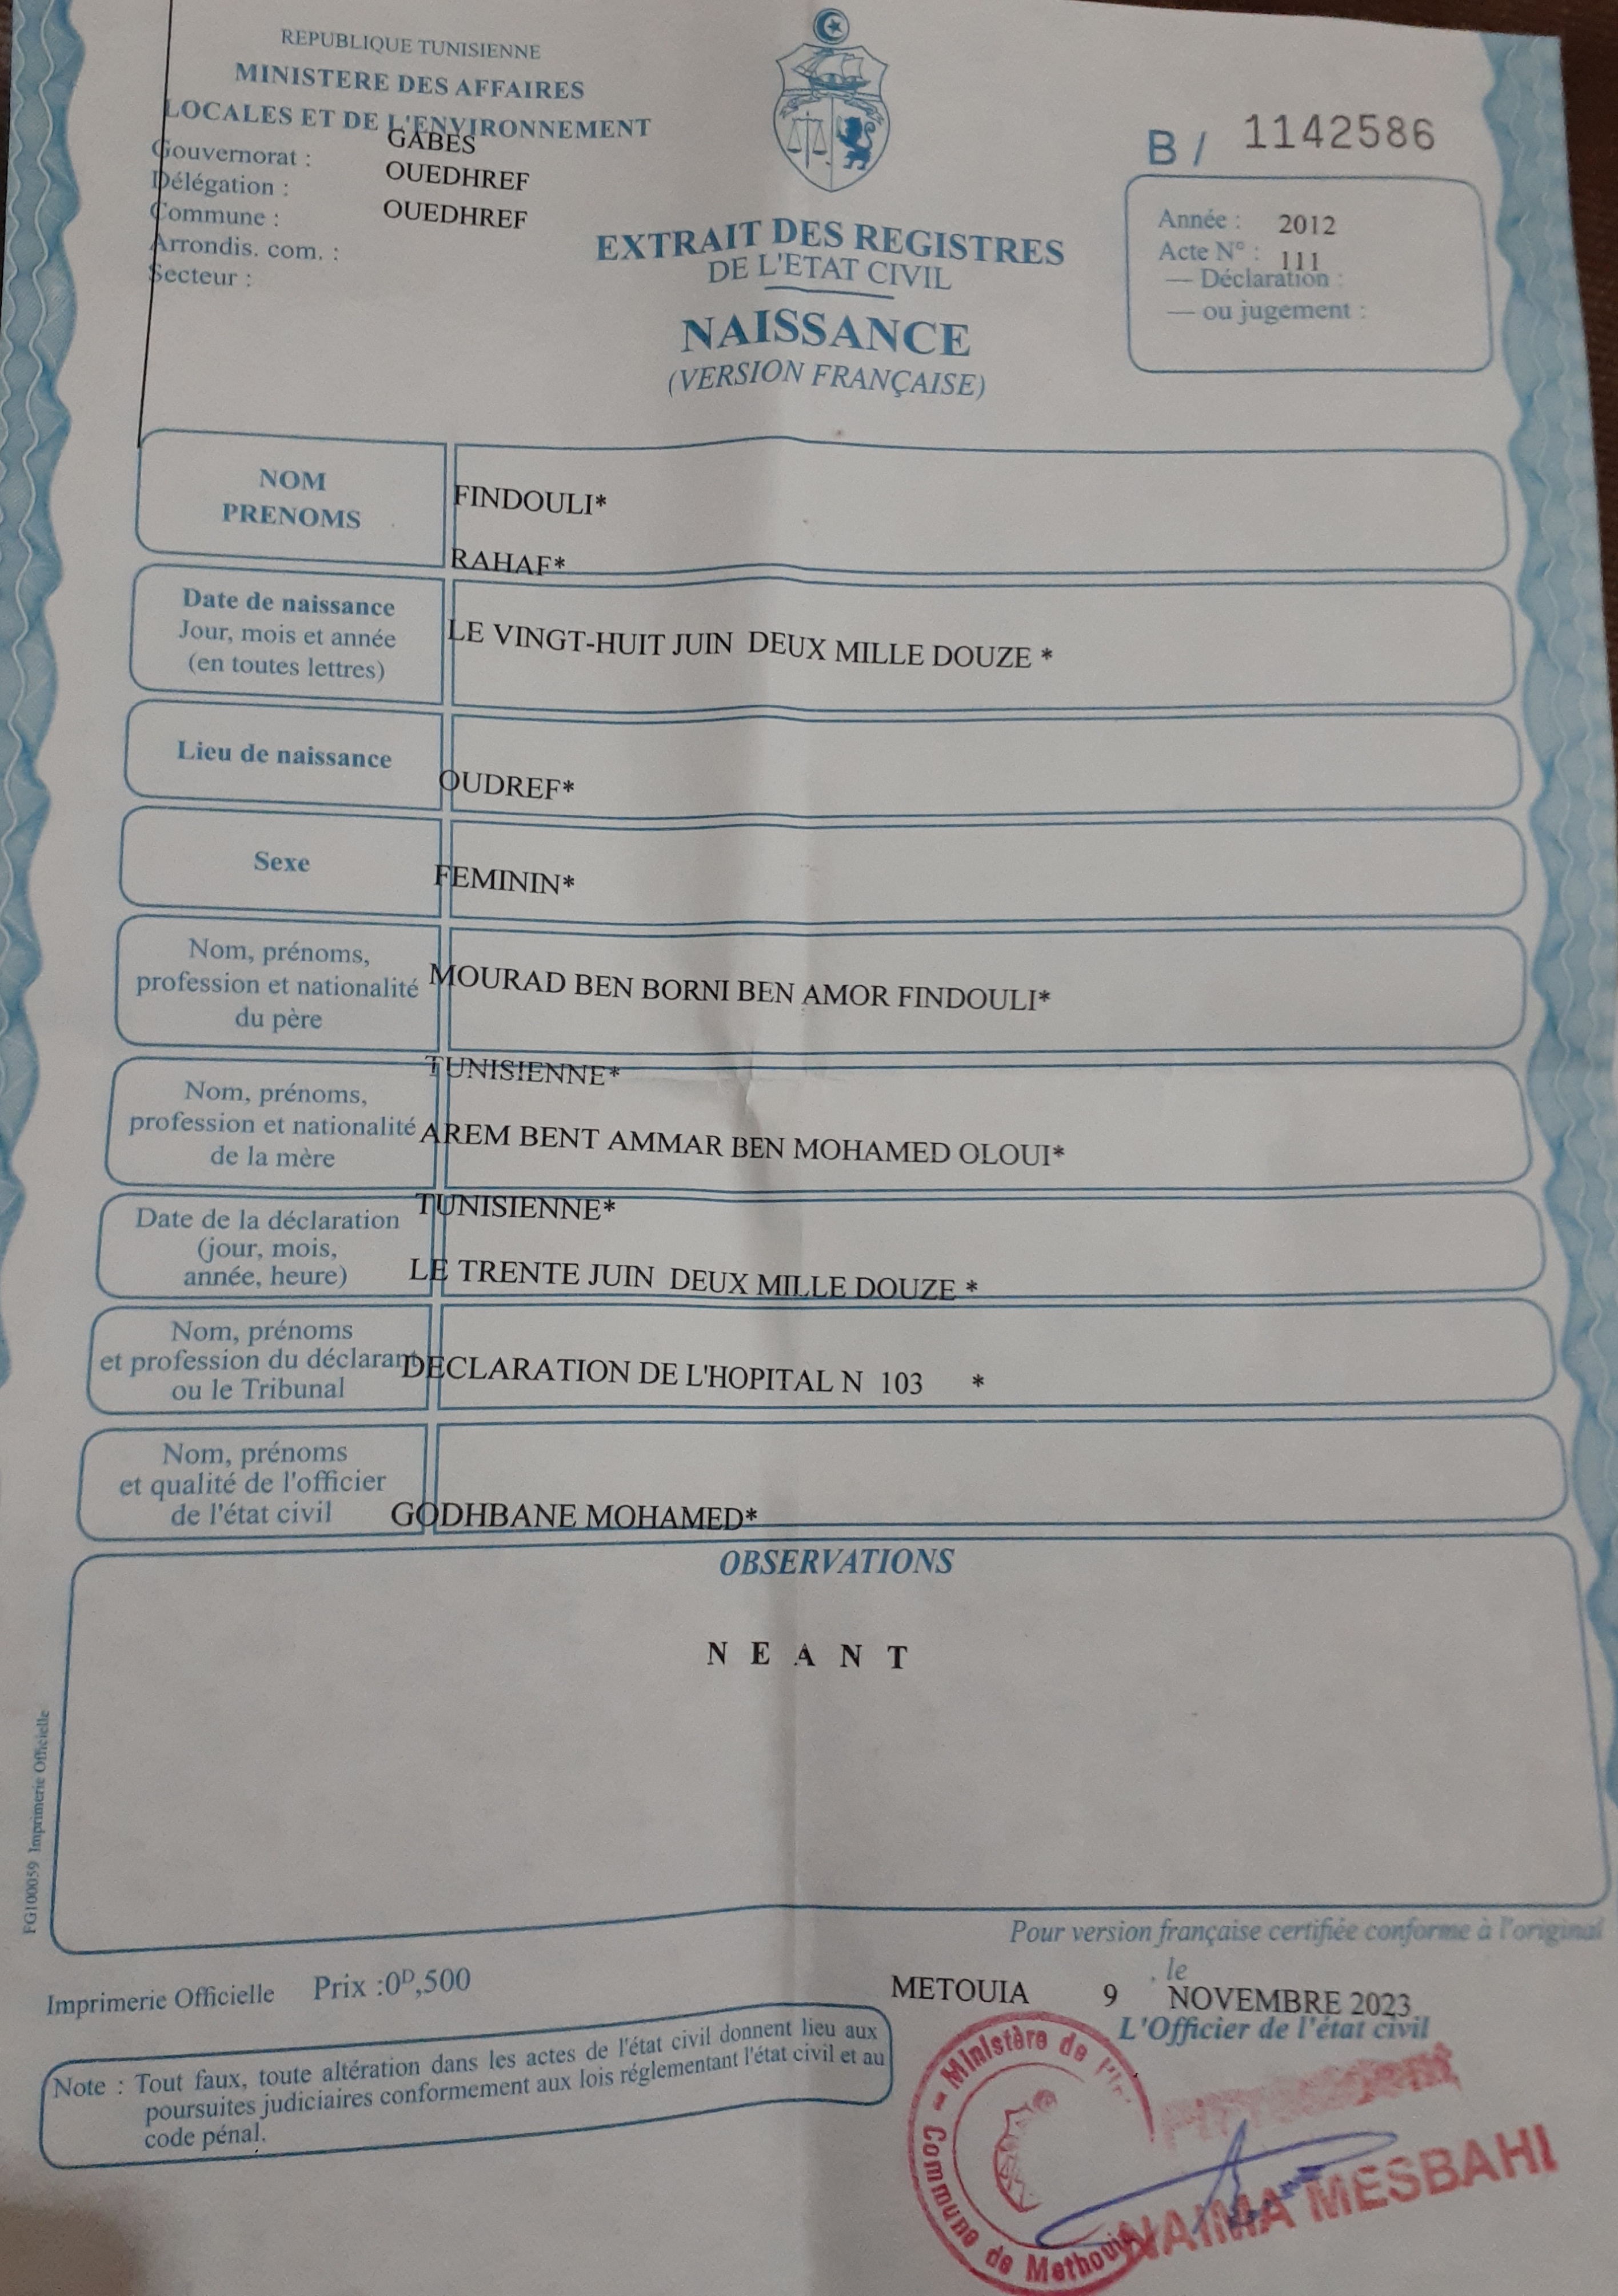 REPUBLIQUE TUNISIENNE
MINISTERE DES AFFAIRES
LOCALES ET DE L'ENVIRONNEMENT
Gouvernorat : GABES
Délégation : OUEDHREF
Commune : OUEDHREF
Arrondis. com. :
Secteur :
B/ 1142586
Année : 2012
Acte N° : 111
— Déclaration :
— ou jugement :
EXTRAIT DES REGISTRES
DE L'ETAT CIVIL
NAISSANCE
(VERSION FRANÇAISE)
NOM
PRENOMS
FINDOULI*
RAHAF*
Date de naissance
Jour, mois et année
(en toutes lettres)
LE VINGT-HUIT JUIN DEUX MILLE DOUZE *
Lieu de naissance
OUDREF*
Sexe
FEMININ*
Nom, prénoms,
profession et nationalité
du père
MOURAD BEN BORNI BEN AMOR FINDOULI*
TUNISIENNE*
Nom, prénoms,
profession et nationalité
de la mère
AREM BENT AMMAR BEN MOHAMED OLOUI*
TUNISIENNE*
Date de la déclaration
(jour, mois,
année, heure)
LE TRENTE JUIN DEUX MILLE DOUZE *
Nom, prénoms
et profession du déclarant
ou le Tribunal
DECLARATION DE L'HOPITAL N 103 *
Nom, prénoms
et qualité de l'officier
de l'état civil
GODHBANE MOHAMED*
OBSERVATIONS
N E A N T
FG100059 Imprimerie Officielle
Pour version française certifiée conforme à l'original
Imprimerie Officielle Prix :0ᴰ,500
, le
METOUIA 9 NOVEMBRE 2023
L'Officier de l'état civil
Note : Tout faux, toute altération dans les actes de l'état civil donnent lieu aux
poursuites judiciaires conformement aux lois réglementant l'état civil et au
code pénal.
Ministère de
Commune de Methouia
NAIMA MESBAHI